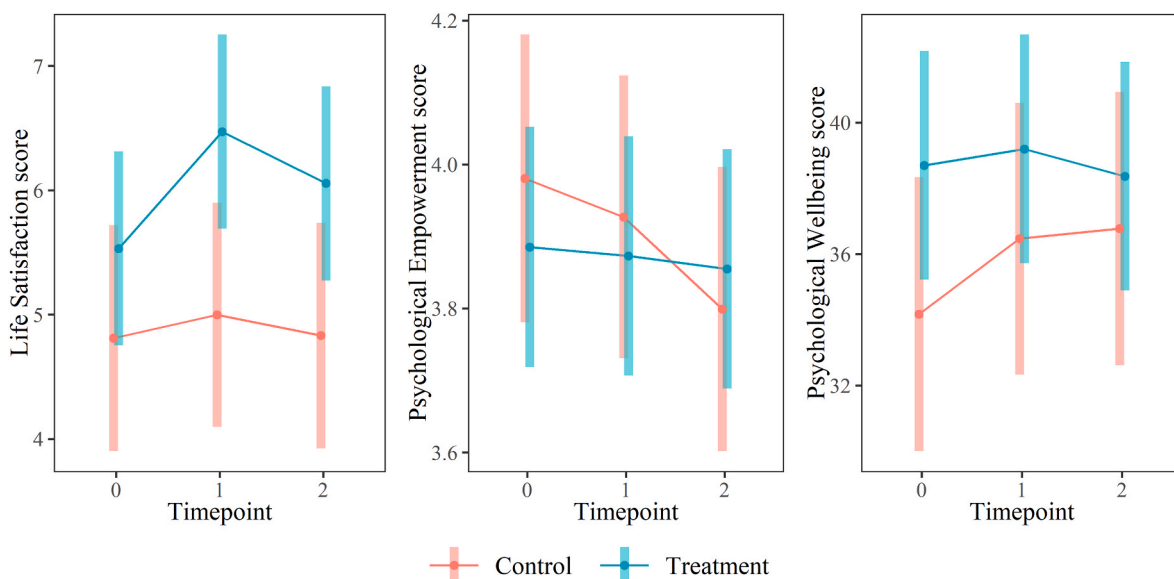 Life Satisfaction score
7
6
5
4
0 1 2
Timepoint
Psychological Empowerment score
4.2
4.0
3.8
3.6
0 1 2
Timepoint
Psychological Wellbeing score
40
36
32
0 1 2
Timepoint
Control Treatment